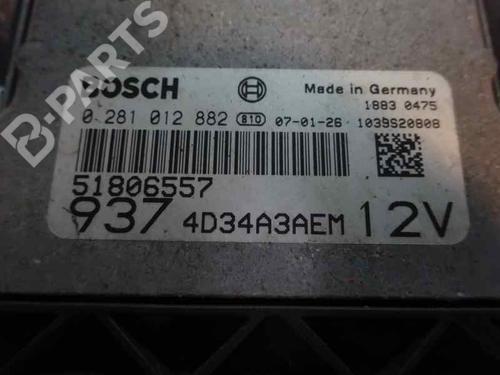 B-PARTS
BOSCH
Made in Germany
1883 0475
0 281 012 882 B10 07-01-26 1039S20808
51806557
937 4D34A3AEM 12V